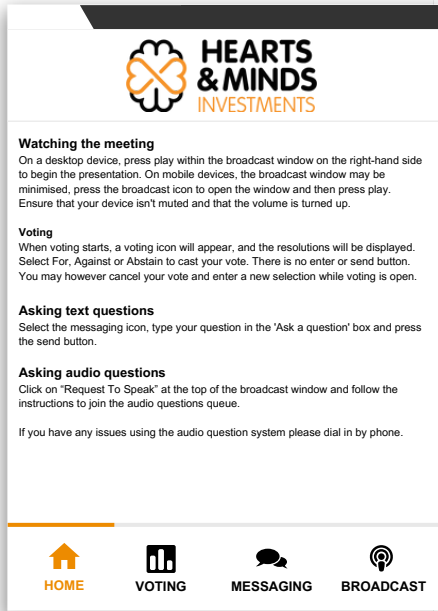 HEARTS
& MINDS
INVESTMENTS
Watching the meeting
On a desktop device, press play within the broadcast window on the right-hand side
to begin the presentation. On mobile devices, the broadcast window may be
minimised, press the broadcast icon to open the window and then press play.
Ensure that your device isn't muted and that the volume is turned up.
Voting
When voting starts, a voting icon will appear, and the resolutions will be displayed.
Select For, Against or Abstain to cast your vote. There is no enter or send button.
You may however cancel your vote and enter a new selection while voting is open.
Asking text questions
Select the messaging icon, type your question in the 'Ask a question' box and press
the send button.
Asking audio questions
Click on “Request To Speak” at the top of the broadcast window and follow the
instructions to join the audio questions queue.
If you have any issues using the audio question system please dial in by phone.
HOME VOTING MESSAGING BROADCAST